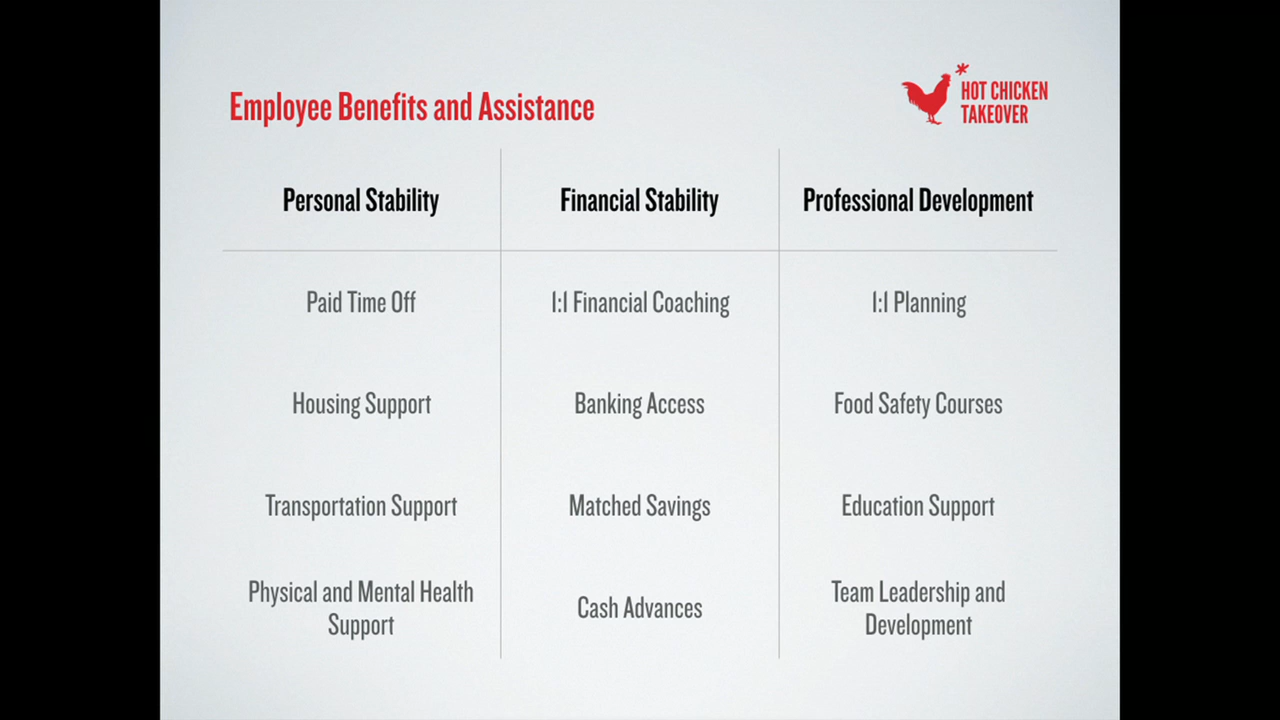 Employee Benefits and Assistance
*
HOT CHICKEN
TAKEOVER
Personal Stability
Financial Stability
Professional Development
Paid Time Off
1:1 Financial Coaching
1:1 Planning
Housing Support
Banking Access
Food Safety Courses
Transportation Support
Matched Savings
Education Support
Physical and Mental Health
Support
Cash Advances
Team Leadership and
Development